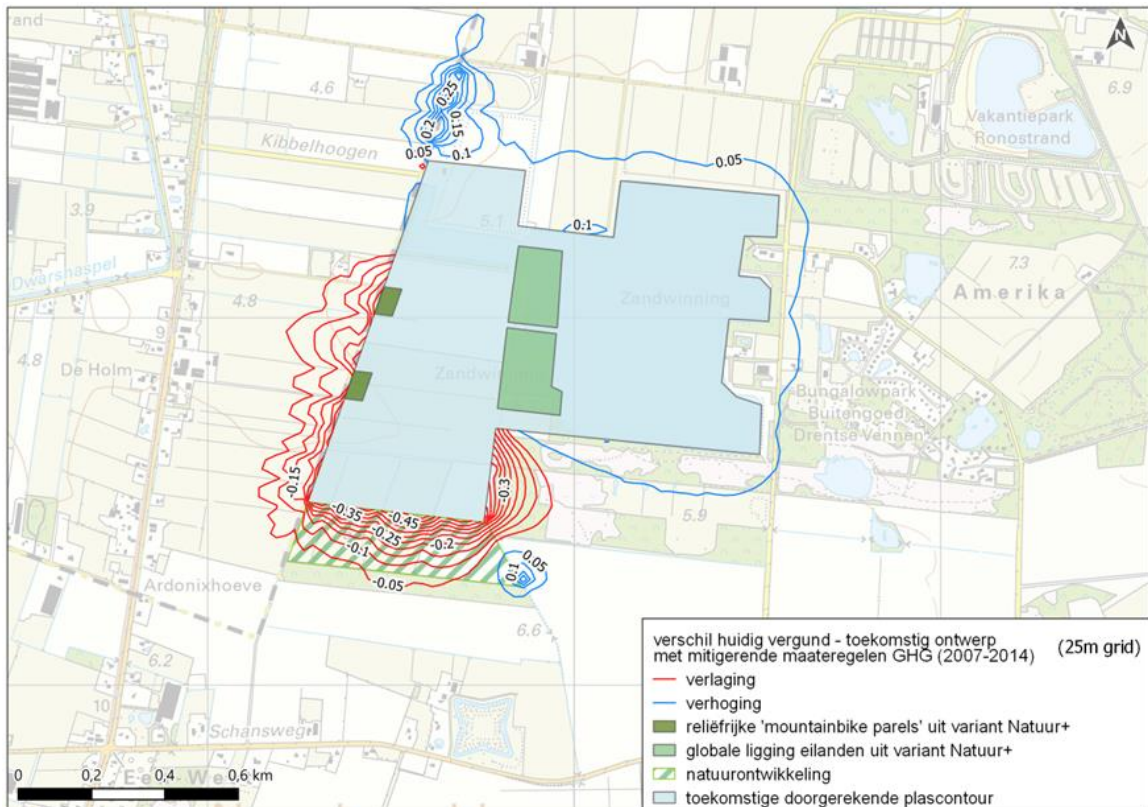 rand
N
4.6
6.9
Vakantiepark
Ronostrand
0.25
0.2
0.15
Kibbelhoogen
0.05
0.1
0.05
3.9
5.1
0.1
Dwarshaspel
4.8
7.3
4.8
Zandwinning
Amerika
9
De Holm
Zandwinn
Bungalowpark
Buitengoed
Drentse Vennen
-0.15
-0.3
-0.35
-0.45
-0.25
-0.2
5.9
-0.1
0.05
0.1
Ardonixhoeve
-0.05
6.6
6.2
10
Schansweg
Een-West
0 0,2 0,4 0,6 km
verschil huidig vergund - toekomstig ontwerp (25m grid)
met mitigerende maateregelen GHG (2007-2014)
verlaging
verhoging
reliëfrijke 'mountainbike parels' uit variant Natuur+
globale ligging eilanden uit variant Natuur+
natuurontwikkeling
toekomstige doorgerekende plascontour